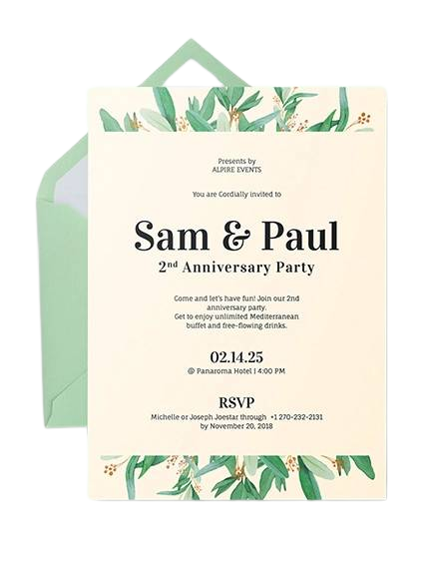 Presents by
ALPIRE EVENTS
You are Cordially invited to
Sam & Paul
2nd Anniversary Party
Come and let's have fun! Join our 2nd
anniversary party.
Get to enjoy unlimited Mediterranean
buffet and free-flowing drinks.
02.14.25
@ Panaroma Hotel | 4:00 PM
RSVP
Michelle or Joseph Joestar through +1 270-232-2131
by November 20, 2018